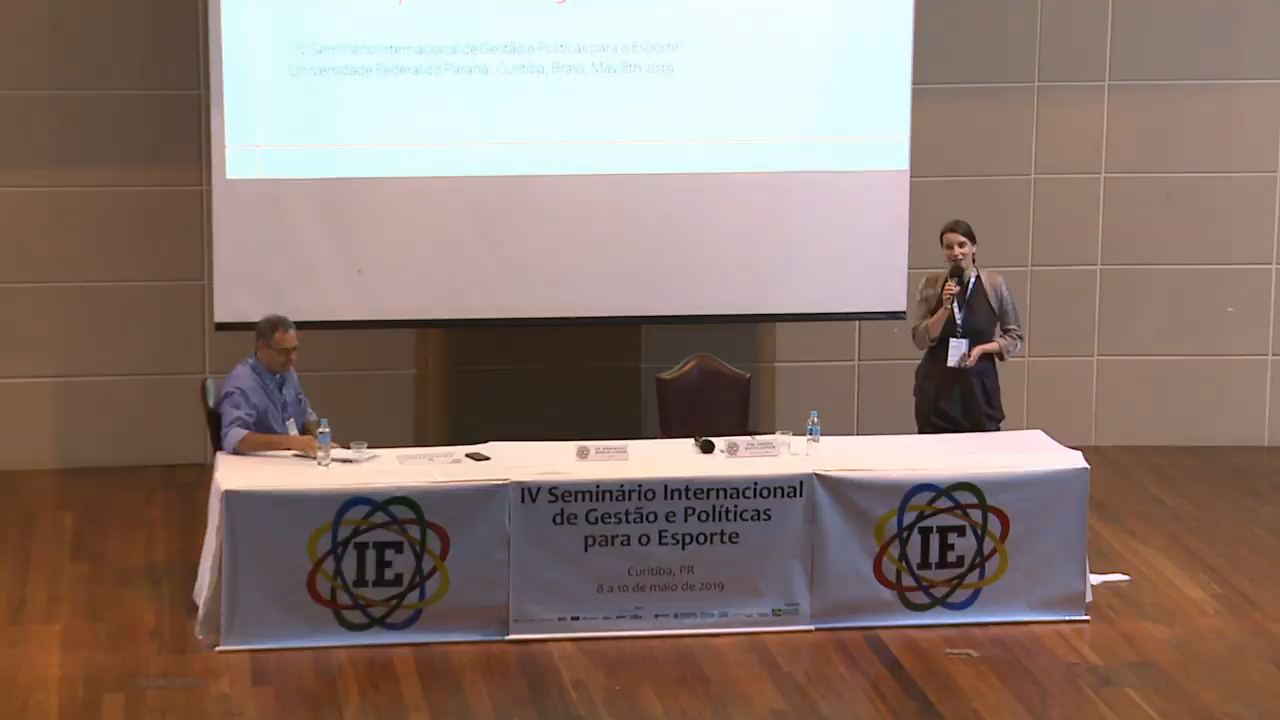 IV Seminário Internacional de Gestão e Políticas para o Esporte
Universidade Federal do Paraná, Curitiba, Brasil, May 8th 2019
IE
IV Seminário Internacional
de Gestão e Políticas
para o Esporte
Curitiba, PR
8 a 10 de maio de 2019
IE